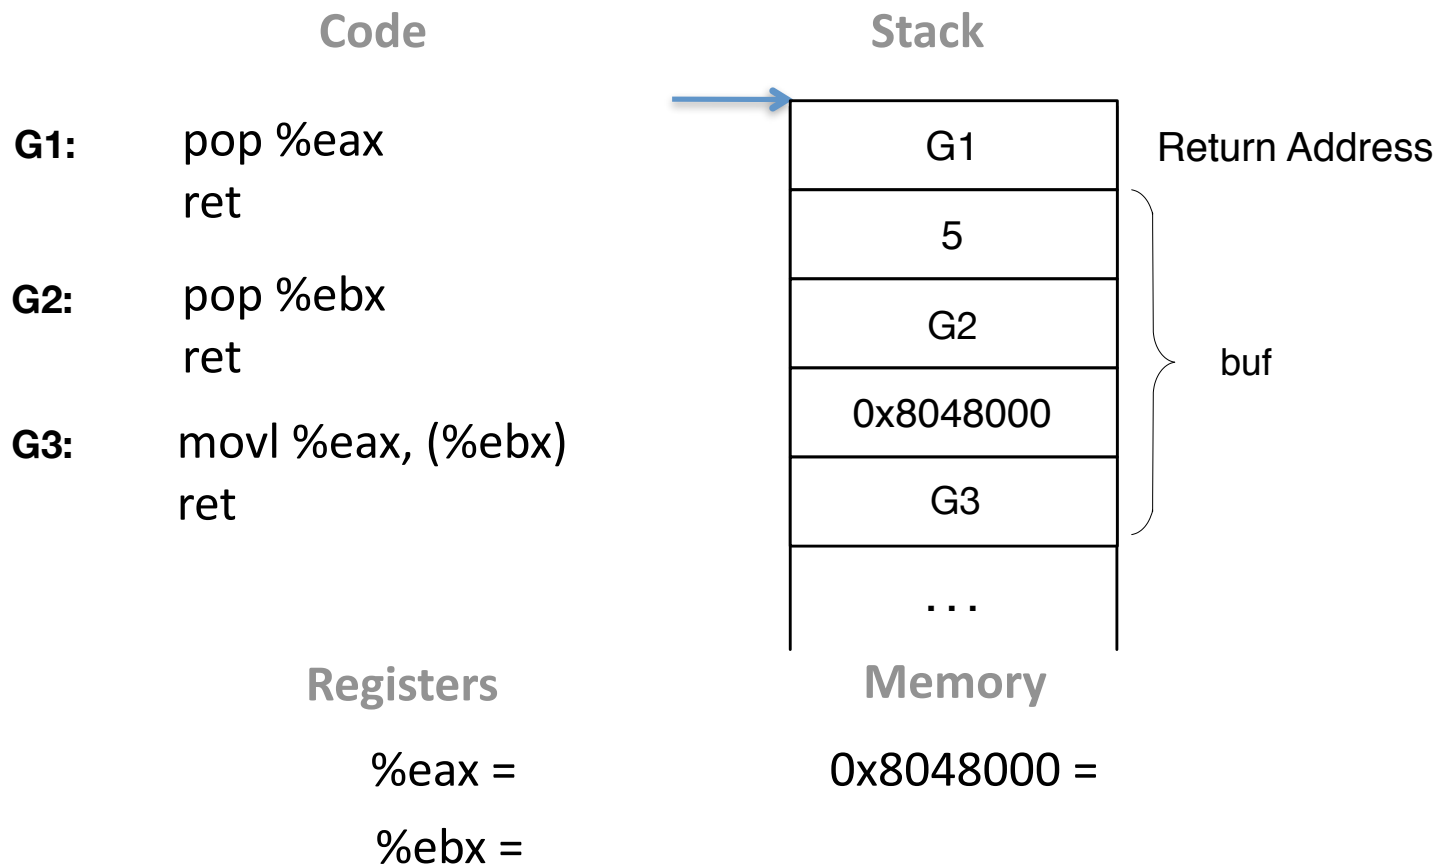 Code
Stack
G1: pop %eax
ret
G2: pop %ebx
ret
G3: movl %eax, (%ebx)
ret
G1
Return Address
5
G2
0x8048000
G3
buf
...
Registers
Memory
%eax =
0x8048000 =
%ebx =